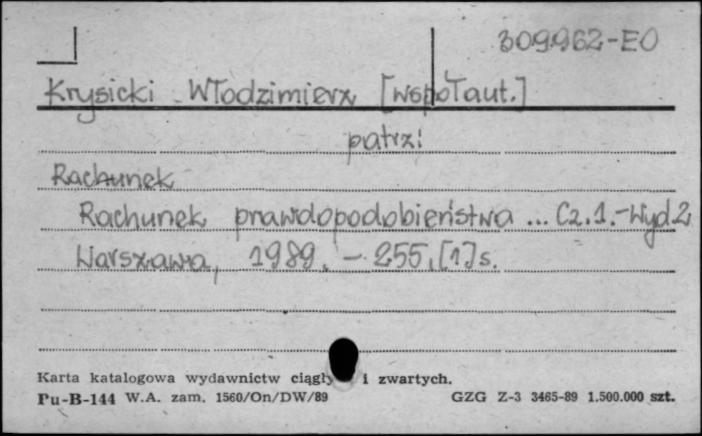 309962-EO
Krysicki Włodzimierz [współaut.]
patrz:
Rachunek
Rachunek prawdopodobieństwa ... Cz.1.-Wyd.2
Warszawa, 1989. - 255,[1]s.
Karta katalogowa wydawnictw i zwartych.
Pu-B-144 W.A. zam. 1560/On/DW/89 GZG Z-3 3465-89 1.500.000 szt.